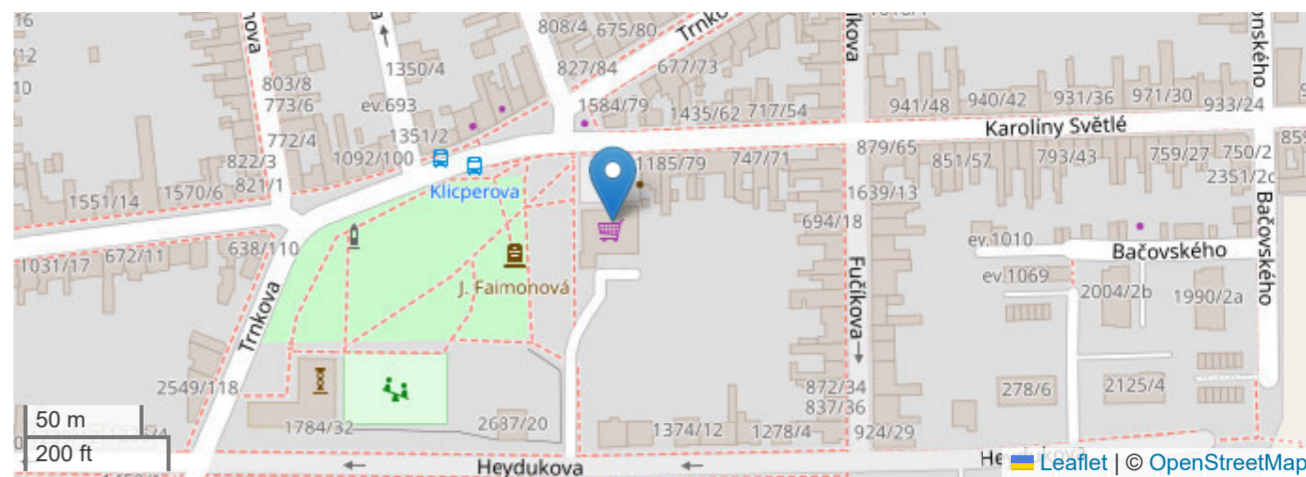 16
/12
10
nova
a
1350/4
803/8
773/6
ev.693
772/4
1351/2
822/3
1092/100
821/1
1570/6
1551/14
Klicperova
808/4
675/80
Trnkova
827/84
677/73
1584/79
1435/62
717/54
íkova
941/48
940/42
931/36
971/30
933/24
onského
Karolíny Světlé
1185/79
747/71
879/65
851/57
793/43
759/27
750/2
2351/2c
1639/13
694/18
Bačovského
ev.1010
Bačovského
ev.1069
2004/2b
1990/2a
638/110
672/11
1031/17
J. Faimonová
Trnkova
Fučíkova
2549/118
1784/32
2687/20
1374/12
1278/4
872/34
837/36
924/29
278/6
2125/4
50 m
200 ft
Heydukova
Leaflet | © OpenStreetMap